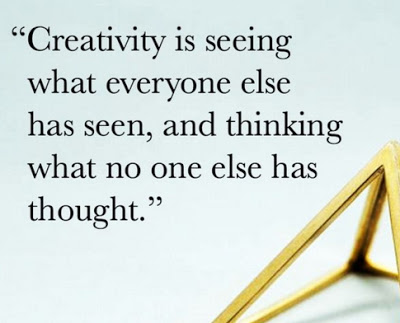 “Creativity is seeing
what everyone else
has seen, and thinking
what no one else has
thought.”